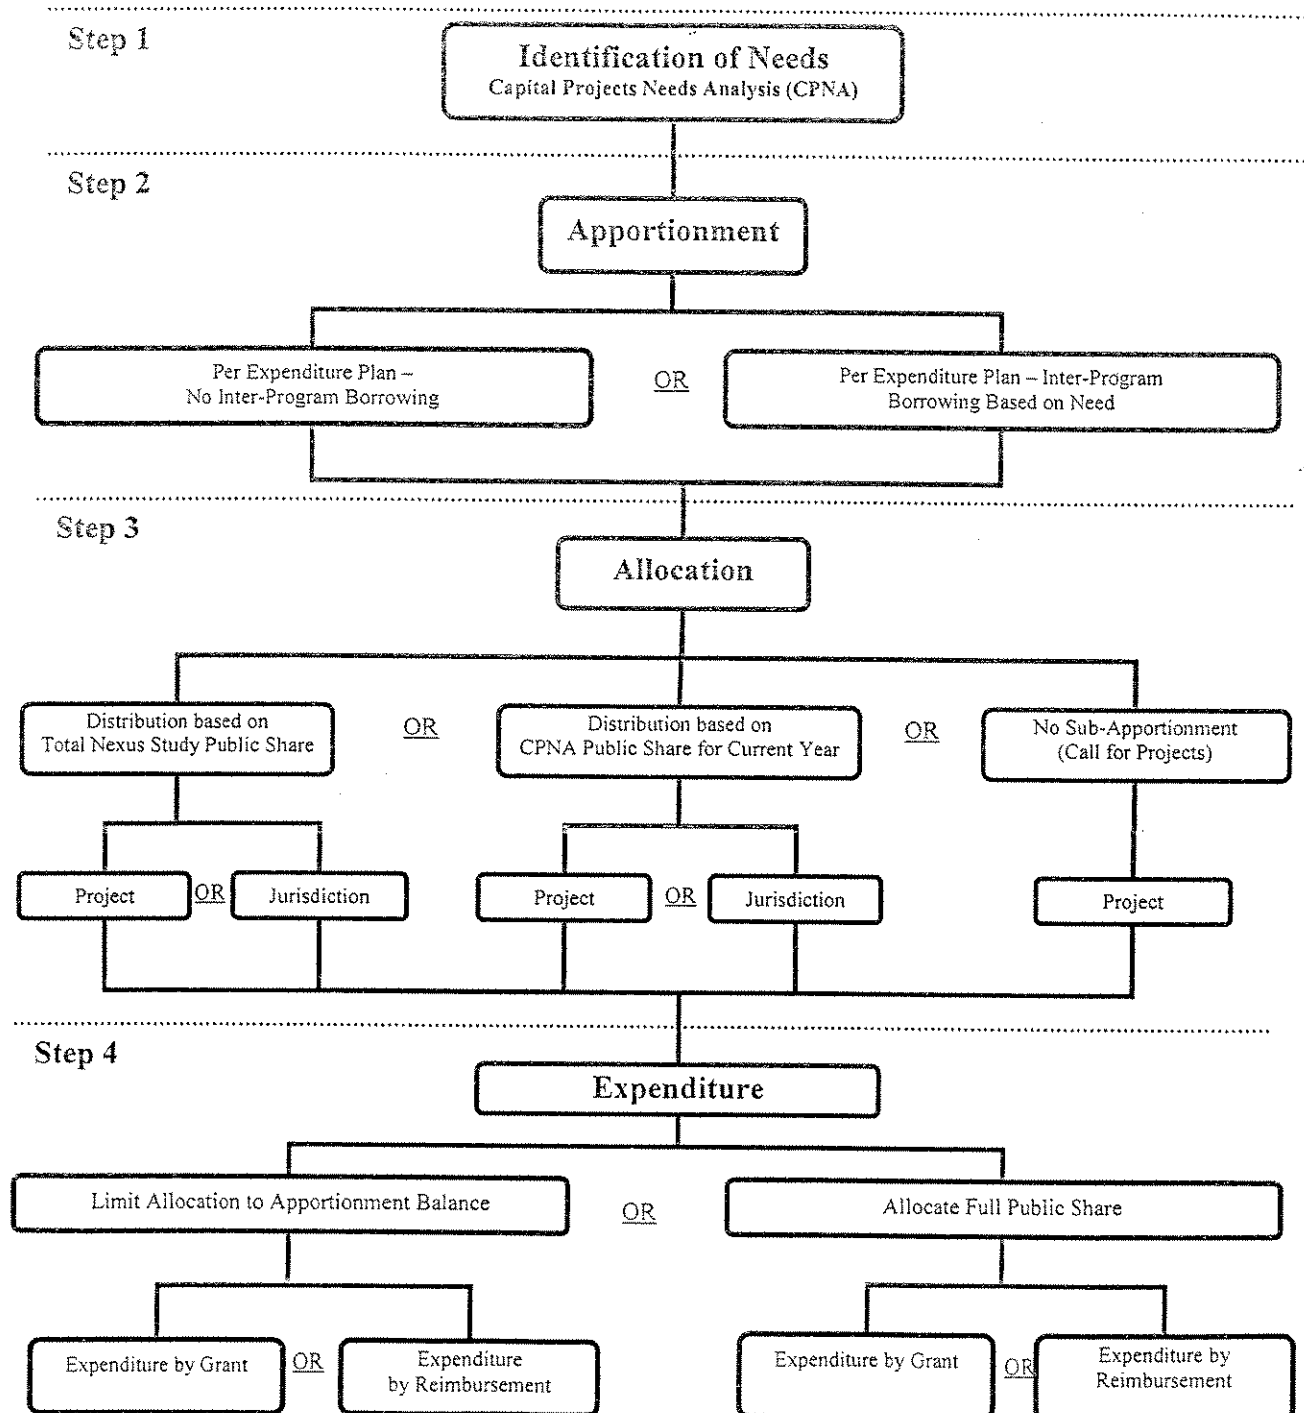 Step 1
Identification of Needs
Capital Projects Needs Analysis (CPNA)
Step 2
Apportionment
Per Expenditure Plan –
No Inter-Program Borrowing
OR
Per Expenditure Plan – Inter-Program
Borrowing Based on Need
Step 3
Allocation
Distribution based on
Total Nexus Study Public Share
OR
Distribution based on
CPNA Public Share for Current Year
OR
No Sub-Apportionment
(Call for Projects)
Project
OR
Jurisdiction
Project
OR
Jurisdiction
Project
Step 4
Expenditure
Limit Allocation to Apportionment Balance
OR
Allocate Full Public Share
Expenditure by Grant
OR
Expenditure
by Reimbursement
Expenditure by Grant
OR
Expenditure by
Reimbursement